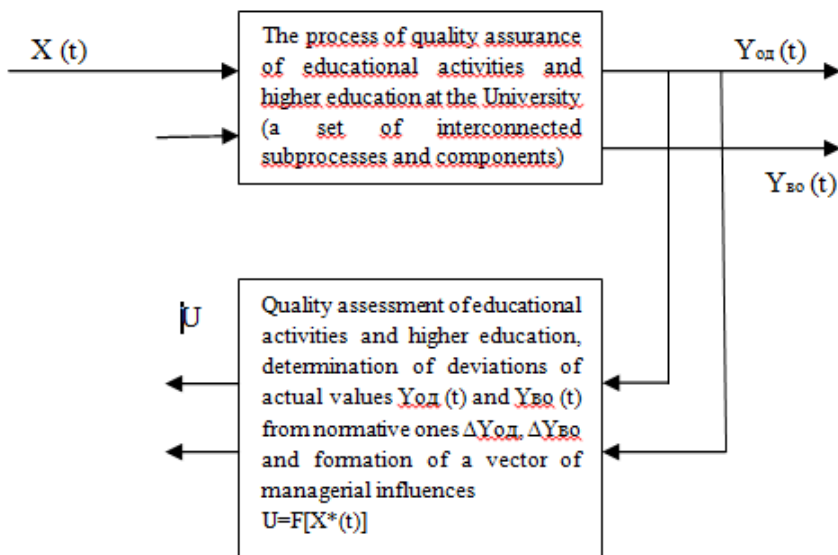 X (t)
The process of quality assurance
of educational activities and
higher education at the University
(a set of interconnected
subprocesses and components)
Yод (t)
Yво (t)
U
Quality assessment of educational
activities and higher education,
determination of deviations of
actual values Yод (t) and Yво (t)
from normative ones ΔYод, ΔYво
and formation of a vector of
managerial influences
U=F[X*(t)]